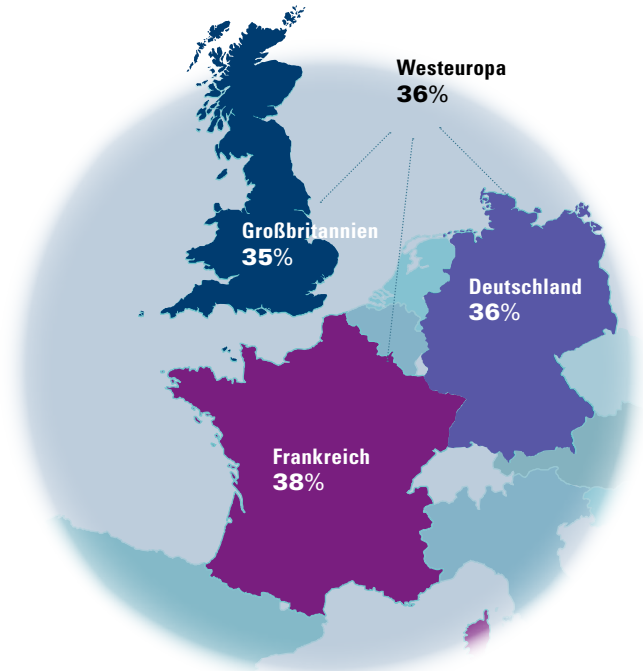 Westeuropa
36%
Großbritannien
35%
Deutschland
36%
Frankreich
38%